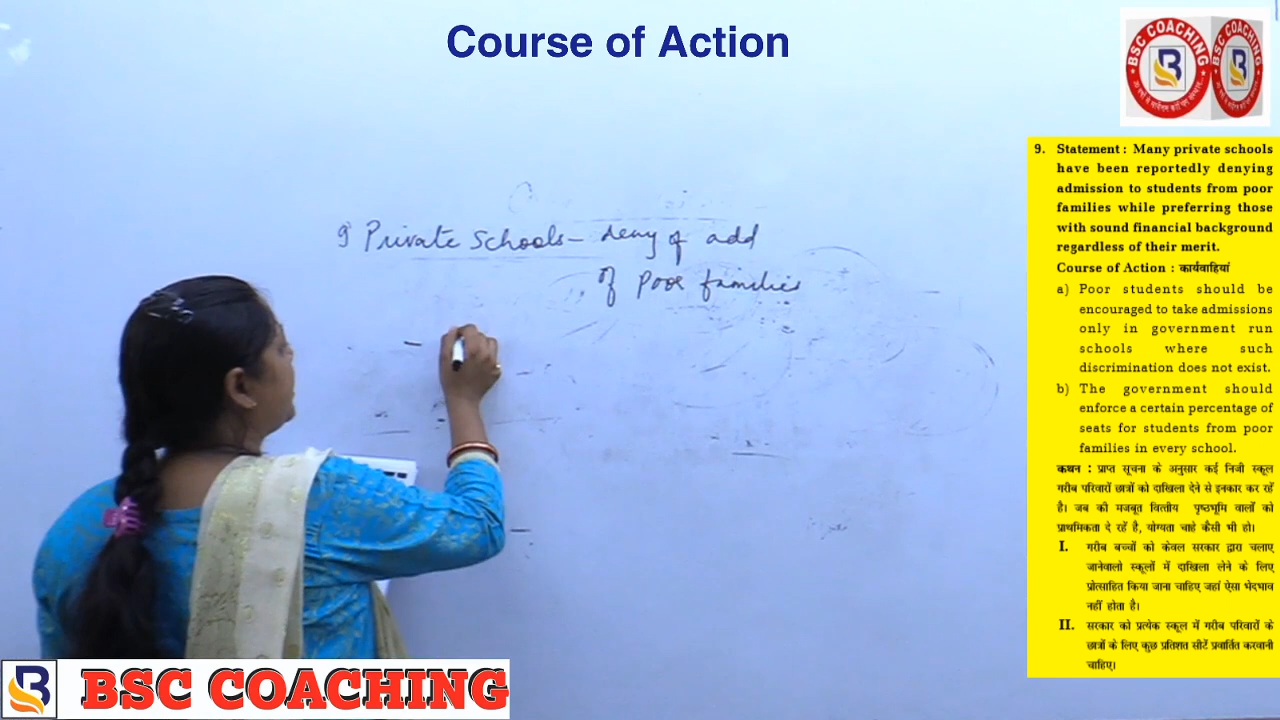 Course of Action
BSC COACHING
BSC COACHING
9 Private Schools - deny of add
of poor families
9. Statement : Many private schools
have been reportedly denying
admission to students from poor
families while preferring those
with sound financial background
regardless of their merit.
Course of Action : कार्यवाहियां
a) Poor students should be
encouraged to take admissions
only in government run
schools where such
discrimination does not exist.
b) The government should
enforce a certain percentage of
seats for students from poor
families in every school.
कथन : प्राप्त सूचना के अनुसार कई निजी स्कूल
गरीब परिवारों छात्रों को दाखिला देने से इनकार कर रहें
है। जब की मजबूत वित्तीय पृष्ठभूमि वालों को
प्राथमिकता दे रहें है, योग्यता चाहे कैसी भी हो।
I. गरीब बच्चों को केवल सरकार द्वारा चलाए
जानेवालो स्कूलों में दाखिला लेने के लिए
प्रोत्साहित किया जाना चाहिए जहां ऐसा भेदभाव
नहीं होता है।
II. सरकार को प्रत्येक स्कूल में गरीब परिवारों के
छात्रों के लिए कुछ प्रतिशत सीटें प्रवार्तित करवानी
चाहिए।
BSC COACHING